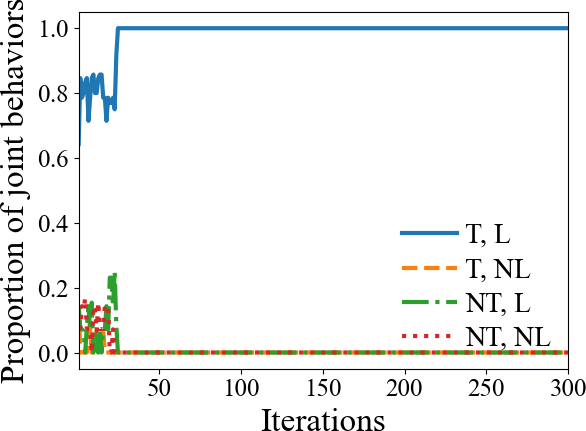 Proportion of joint behaviors
1.0
0.8
0.6
0.4
0.2
0.0
T, L
T, NL
NT, L
NT, NL
50 100 150 200 250 300
Iterations